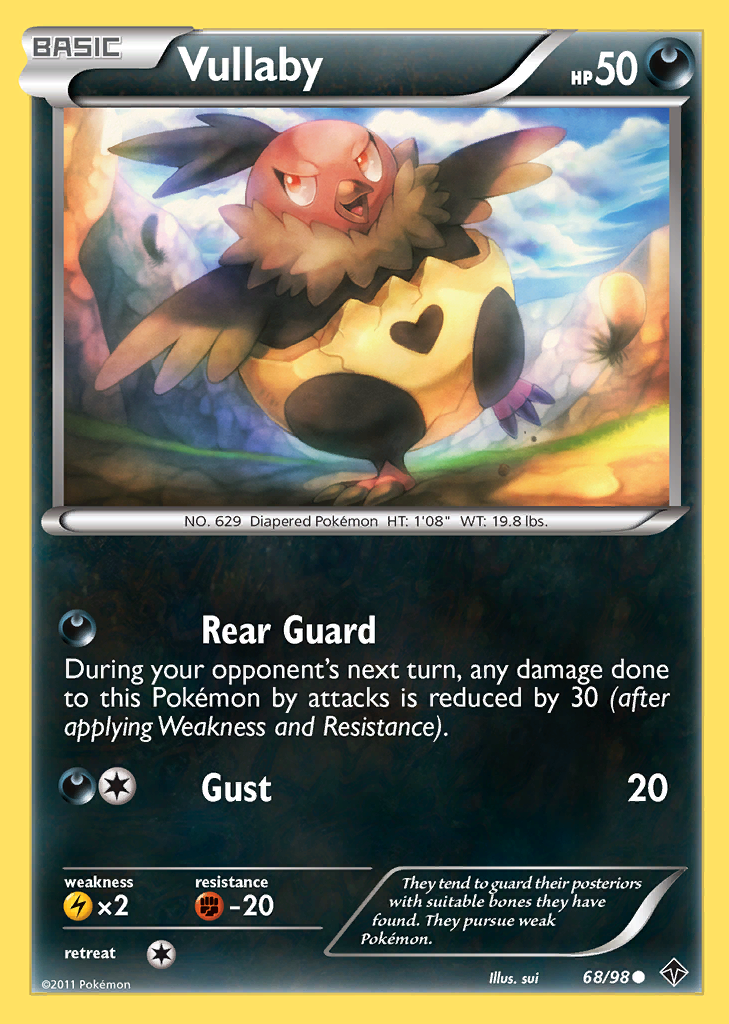 BASIC
Vullaby
HP 50
NO. 629 Diapered Pokémon HT: 1'08" WT: 19.8 lbs.
Rear Guard
During your opponent's next turn, any damage done
to this Pokémon by attacks is reduced by 30 (after
applying Weakness and Resistance).
Gust 20
weakness
×2
resistance
-20
retreat
They tend to guard their posteriors
with suitable bones they have
found. They pursue weak
Pokémon.
©2011 Pokémon
Illus. sui
68/98